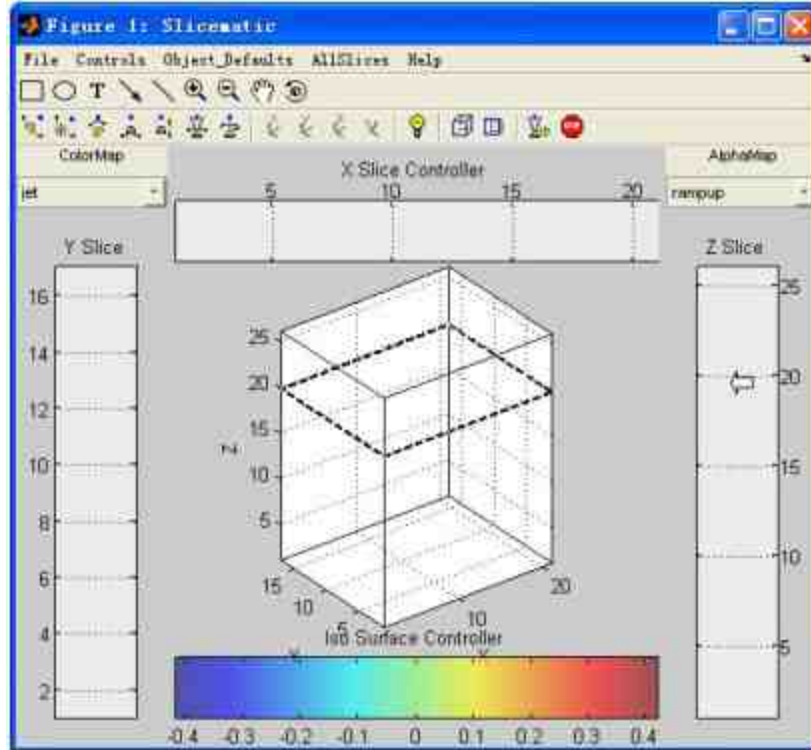 Figure 1: Slicematic
File Controls Object_Defaults AllSlices Help
T
ColorMap
jet
X Slice Controller
5 10 15 20
AlphaMap
rampup
Y Slice
16
14
12
10
8
6
4
2
25
20
15
10
5
Z
15
10
5
20
10
X
Iso Surface Controller
-0.4 -0.3 -0.2 -0.1 0 0.1 0.2 0.3 0.4
Z Slice
25
20
15
10
5